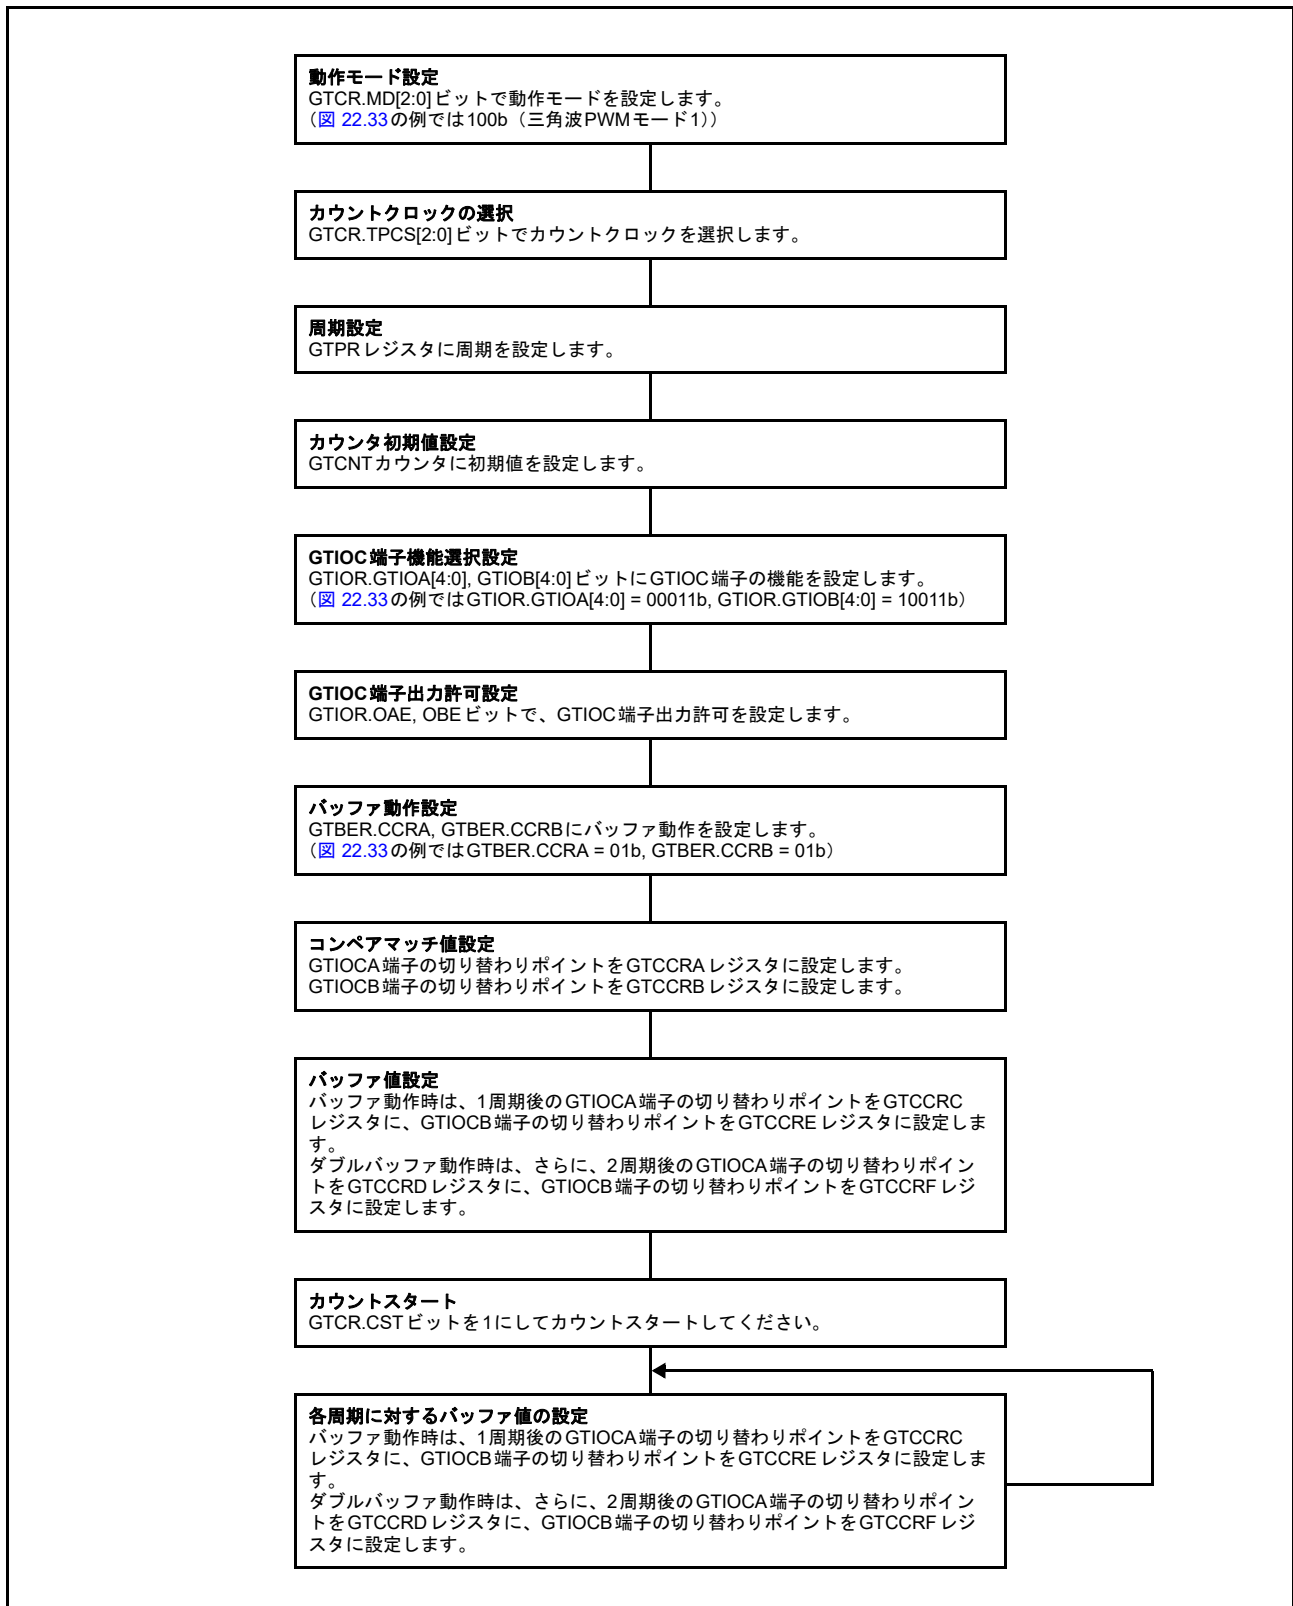 動作モード設定
GTCR.MD[2:0]ビットで動作モードを設定します。
（図 22.33の例では100b（三角波PWMモード1））
カウントクロックの選択
GTCR.TPCS[2:0]ビットでカウントクロックを選択します。
周期設定
GTPRレジスタに周期を設定します。
カウンタ初期値設定
GTCNTカウンタに初期値を設定します。
GTIOC端子機能選択設定
GTIOR.GTIOA[4:0], GTIOB[4:0]ビットにGTIOC端子の機能を設定します。
（図 22.33の例ではGTIOR.GTIOA[4:0] = 00011b, GTIOR.GTIOB[4:0] = 10011b）
GTIOC端子出力許可設定
GTIOR.OAE, OBEビットで、GTIOC端子出力許可を設定します。
バッファ動作設定
GTBER.CCRA, GTBER.CCRBにバッファ動作を設定します。
（図 22.33の例ではGTBER.CCRA = 01b, GTBER.CCRB = 01b）
コンペアマッチ値設定
GTIOCA端子の切り替わりポイントをGTCCRAレジスタに設定します。
GTIOCB端子の切り替わりポイントをGTCCRBレジスタに設定します。
バッファ値設定
バッファ動作時は、1周期後のGTIOCA端子の切り替わりポイントをGTCCRC
レジスタに、GTIOCB端子の切り替わりポイントをGTCCREレジスタに設定しま
す。
ダブルバッファ動作時は、さらに、2周期後のGTIOCA端子の切り替わりポイン
トをGTCCRDレジスタに、GTIOCB端子の切り替わりポイントをGTCCRFレジ
スタに設定します。
カウントスタート
GTCR.CSTビットを1にしてカウントスタートしてください。
各周期に対するバッファ値の設定
バッファ動作時は、1周期後のGTIOCA端子の切り替わりポイントをGTCCRC
レジスタに、GTIOCB端子の切り替わりポイントをGTCCREレジスタに設定しま
す。
ダブルバッファ動作時は、さらに、2周期後のGTIOCA端子の切り替わりポイン
トをGTCCRDレジスタに、GTIOCB端子の切り替わりポイントをGTCCRFレジ
スタに設定します。